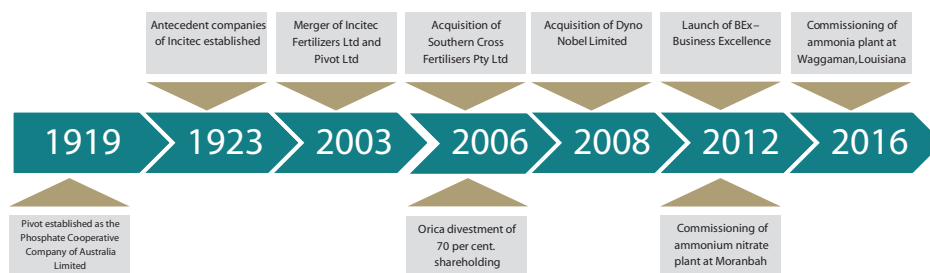 Antecedent companies
of Incitec established
Merger of Incitec
Fertilizers Ltd and
Pivot Ltd
Acquisition of
Southern Cross
Fertilisers Pty Ltd
Acquisition of Dyno
Nobel Limited
Launch of BEx–
Business Excellence
Commissioning of
ammonia plant at
Waggaman, Louisiana
1919
1923
2003
2006
2008
2012
2016
Pivot established as the
Phosphate Co-operative
Company of Australia
Limited
Orica divestment of
70 per cent.
shareholding
Commissioning of
ammonium nitrate
plant at Moranbah